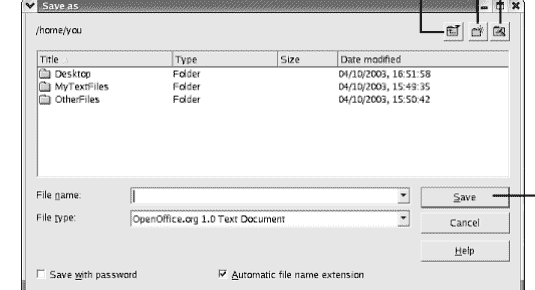 Save as
/home/you
Title Type Size Date modified
Desktop Folder 04/10/2003, 16:51:58
MyTextFiles Folder 04/10/2003, 15:49:35
OtherFiles Folder 04/10/2003, 15:50:42
File name: Save
File type: OpenOffice.org 1.0 Text Document Cancel
Help
Save with password Automatic file name extension